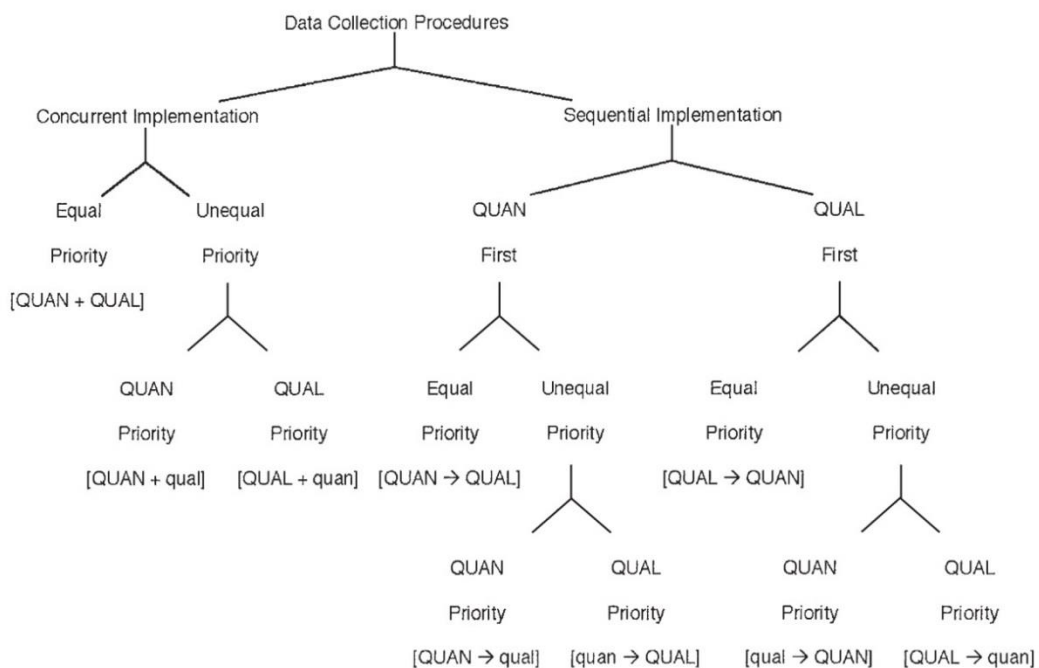 Data Collection Procedures
Concurrent Implementation
Sequential Implementation
Equal
Priority
[QUAN + QUAL]
Unequal
Priority
QUAN
First
QUAL
First
QUAN
Priority
[QUAN + qual]
QUAL
Priority
[QUAL + quan]
Equal
Priority
[QUAN → QUAL]
Unequal
Priority
Equal
Priority
[QUAL → QUAN]
Unequal
Priority
QUAN
Priority
[QUAN → qual]
QUAL
Priority
[quan → QUAL]
QUAN
Priority
[qual → QUAN]
QUAL
Priority
[QUAL → quan]